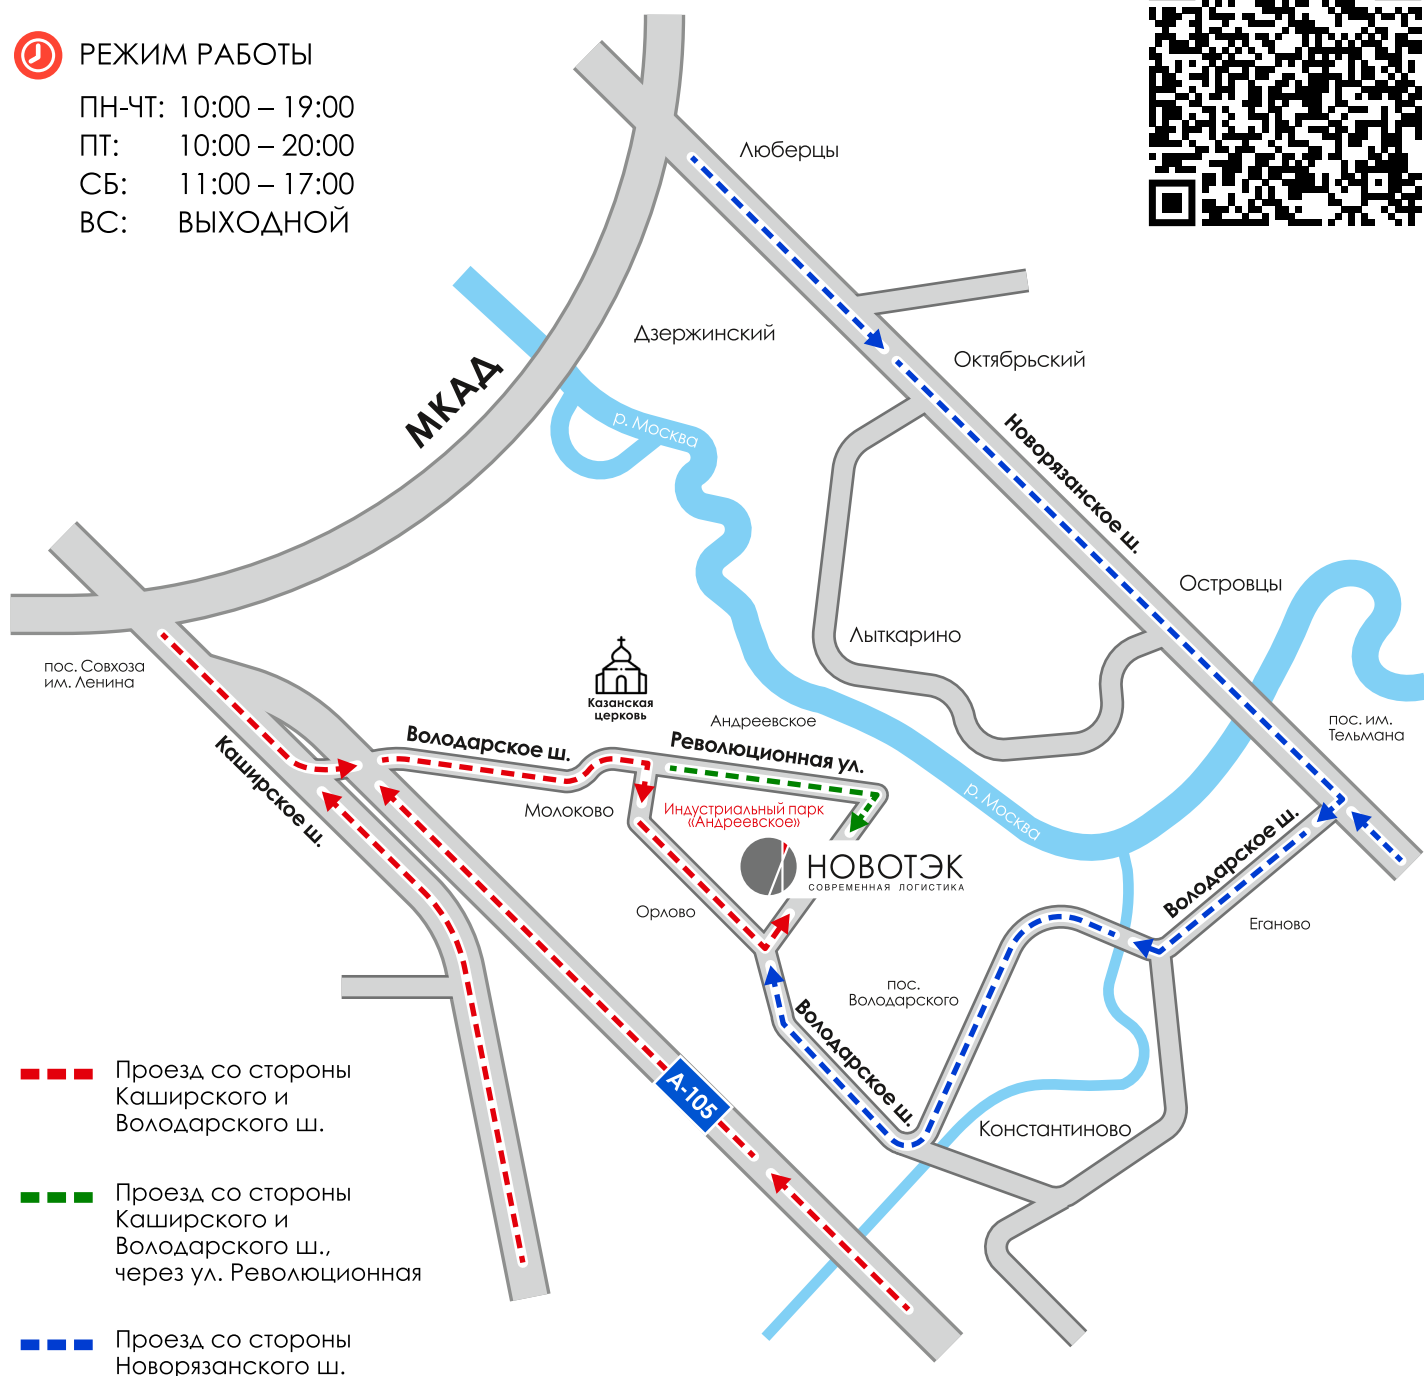 РЕЖИМ РАБОТЫ
ПН-ЧТ: 10:00 – 19:00
ПТ: 10:00 – 20:00
СБ: 11:00 – 17:00
ВС: ВЫХОДНОЙ
Люберцы
Дзержинский
Октябрьский
МКАД
р. Москва
Новорязанское ш.
Островцы
Лыткарино
пос. Совхоза
им. Ленина
Казанская
церковь
Андреевское
пос. им.
Тельмана
Володарское ш.
Революционная ул.
Каширское ш.
Молоково
Индустриальный парк
«Андреевское»
р. Москва
НОВОТЭК
СОВРЕМЕННАЯ ЛОГИСТИКА
Володарское ш.
Орлово
Еганово
пос.
Володарского
Володарское ш.
А-105
Константиново
Проезд со стороны
Каширского и
Володарского ш.
Проезд со стороны
Каширского и
Володарского ш.,
через ул. Революционная
Проезд со стороны
Новорязанского ш.